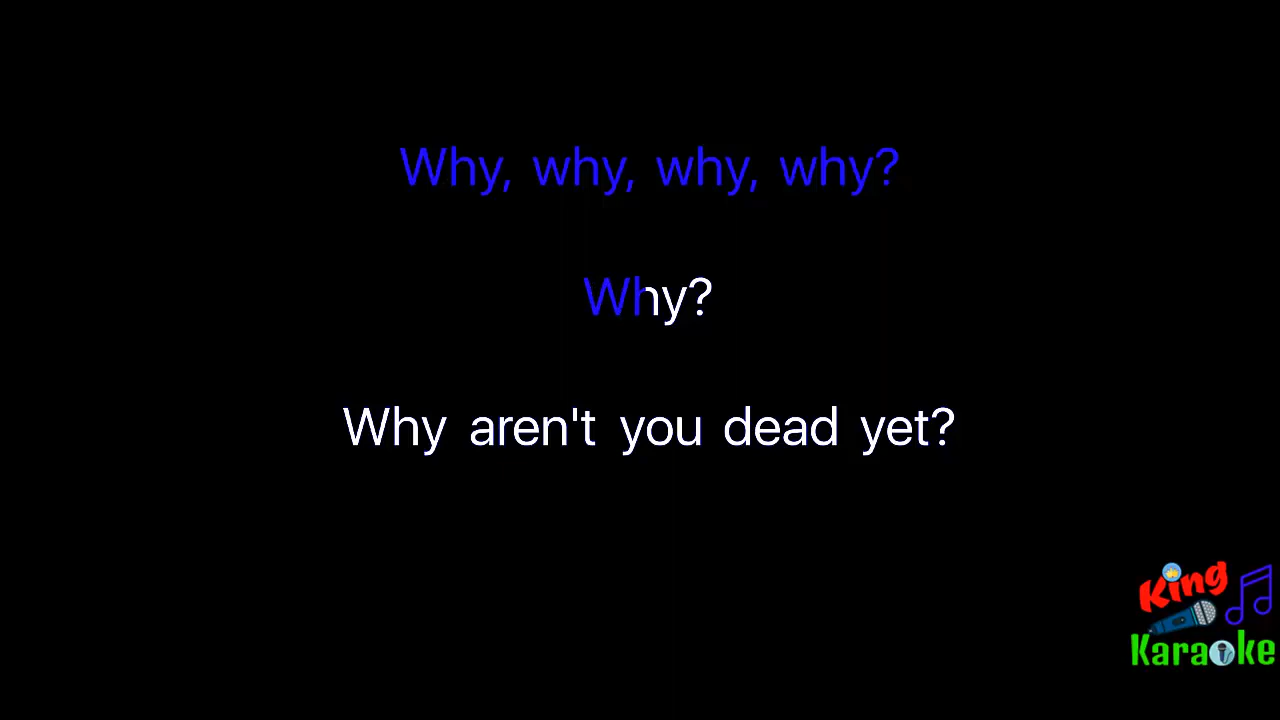 Why, why, why, why?
Why?
Why aren't you dead yet?
King
Karaoke